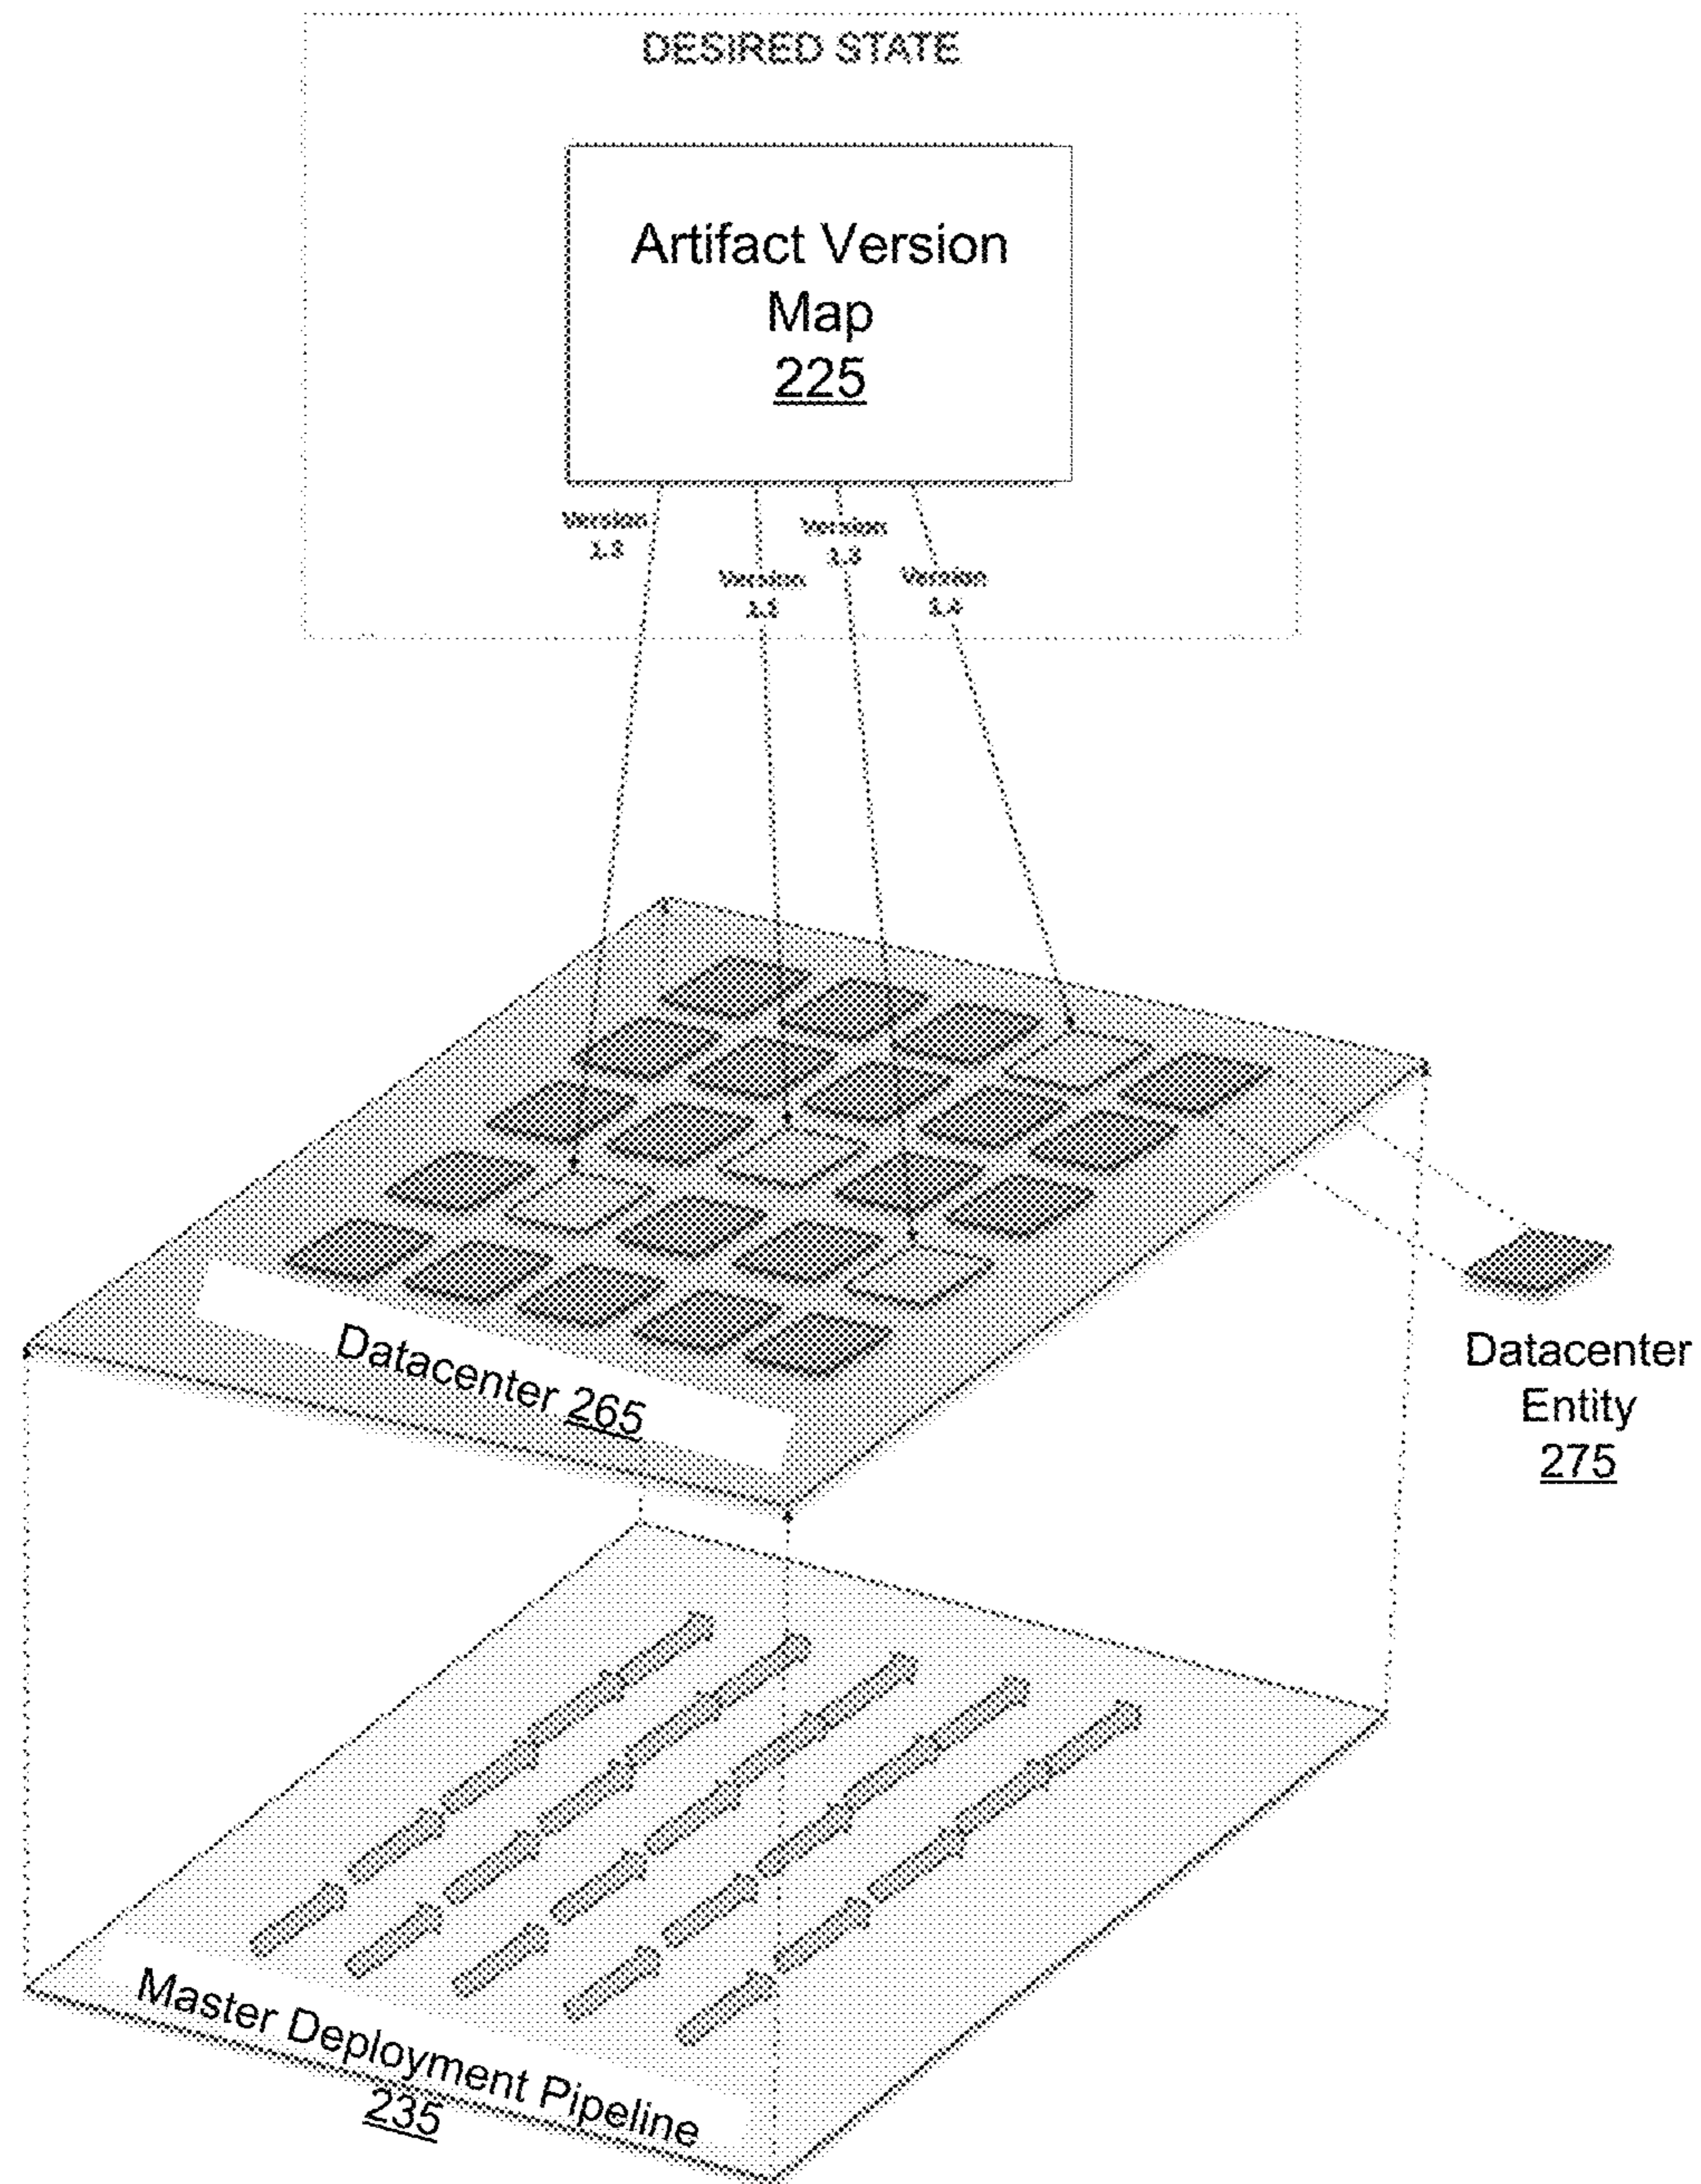 DESIRED STATE
Artifact Version
Map
225
Version
Version
Version
Version
Datacenter 265
Datacenter
Entity
275
Master Deployment Pipeline
235